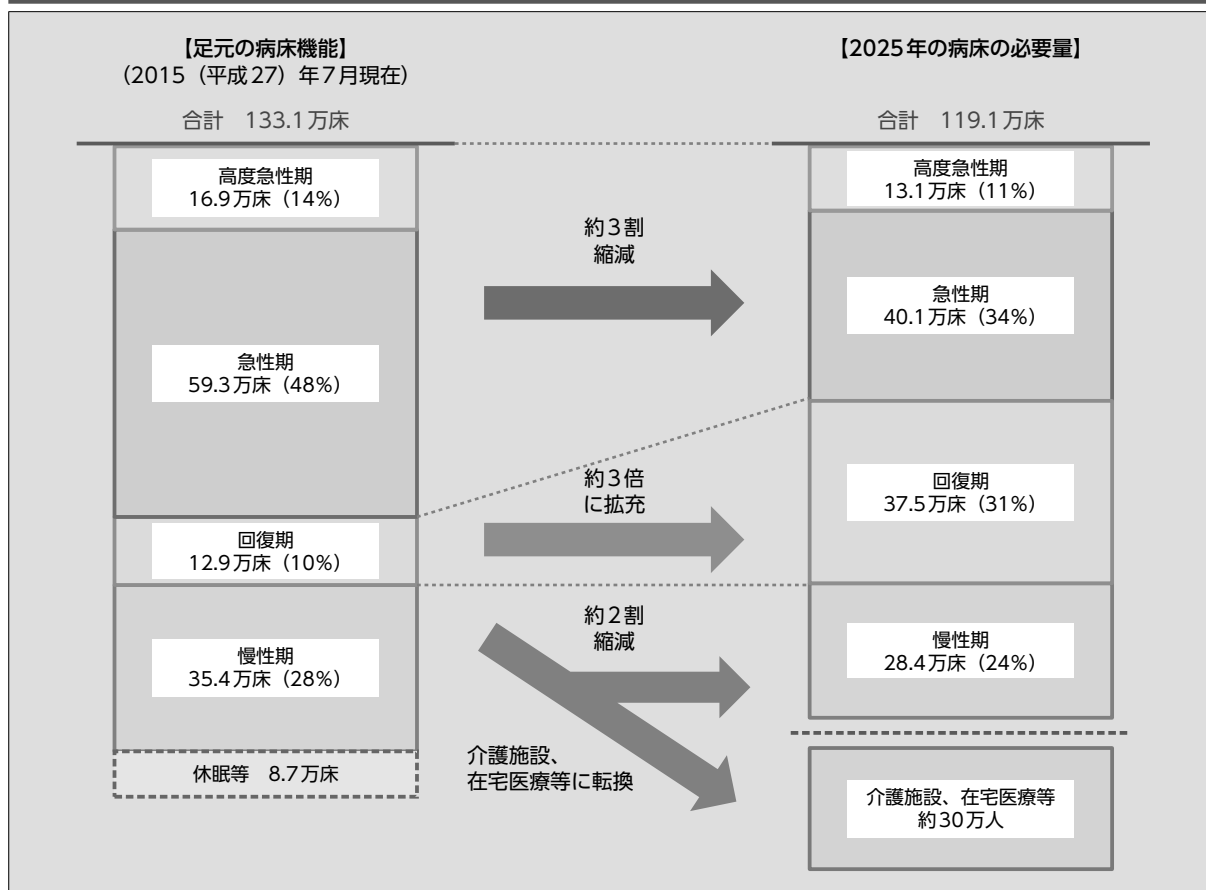 【足元の病床機能】
(2015(平成27)年7月現在)
合計 133.1万床
高度急性期
16.9万床(14%)
急性期
59.3万床(48%)
回復期
12.9万床(10%)
慢性期
35.4万床(28%)
休眠等 8.7万床
約3割
縮減
約3倍
に拡充
約2割
縮減
介護施設、
在宅医療等に転換
【2025年の病床の必要量】
合計 119.1万床
高度急性期
13.1万床(11%)
急性期
40.1万床(34%)
回復期
37.5万床(31%)
慢性期
28.4万床(24%)
介護施設、在宅医療等
約30万人